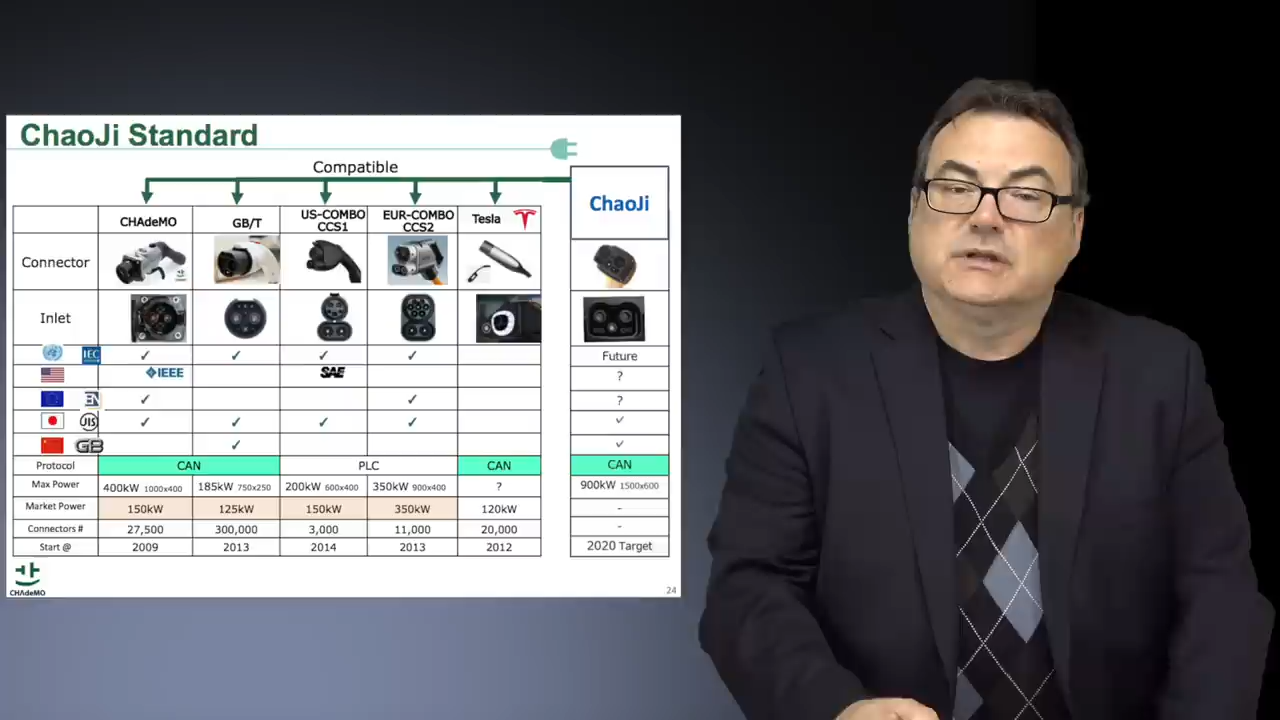 ChaoJi Standard
Compatible
ChaoJi
CHAdeMO GB/T US-COMBO CCS1 EUR-COMBO CCS2 Tesla
Connector
Inlet
IEC ✓ ✓ ✓ ✓ Future
IEEE SAE ?
EN ✓ ✓ ?
JIS ✓ ✓ ✓ ✓ ✓
GB ✓ ✓
Protocol CAN PLC CAN CAN
Max Power 400kW 1000x400 185kW 750x250 200kW 600x400 350kW 900x400 ? 900kW 1500x600
Market Power 150kW 125kW 150kW 350kW 120kW -
Connectors # 27,500 300,000 3,000 11,000 20,000 -
Start @ 2009 2013 2014 2013 2012 2020 Target
CHAdeMO
24